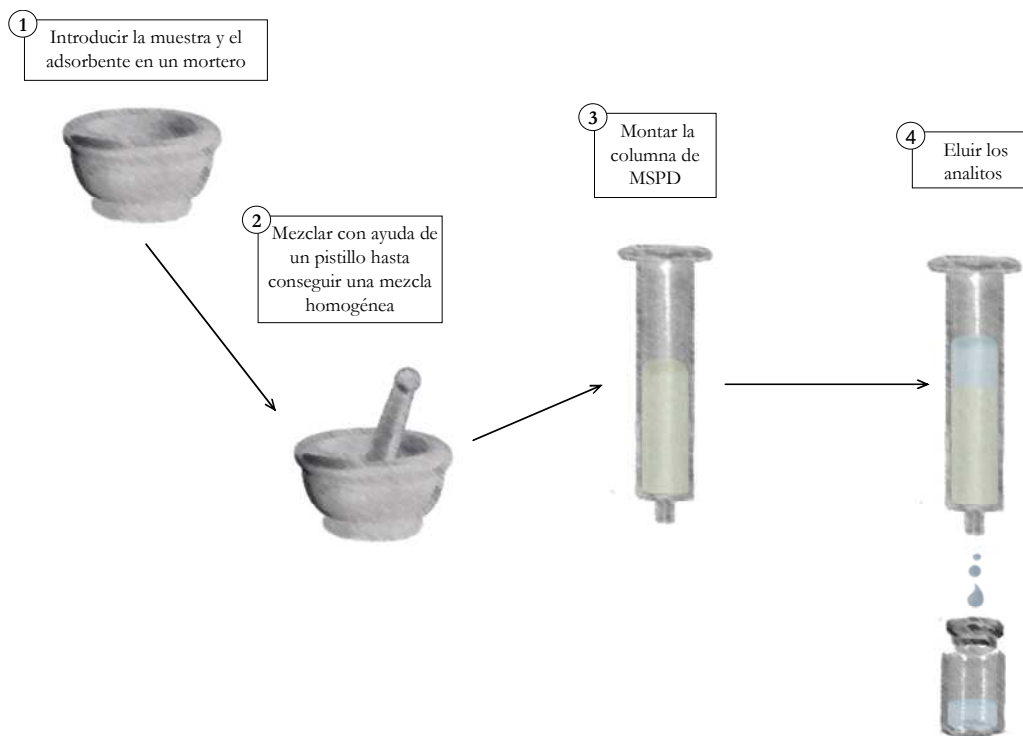 1
Introducir la muestra y el
adsorbente en un mortero
2
Mezclar con ayuda de
un pistillo hasta
conseguir una mezcla
homogénea
3
Montar la
columna de
MSPD
4
Eluir los
analitos